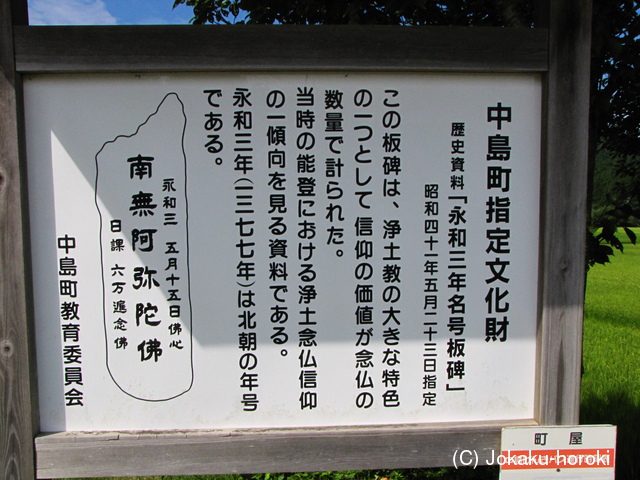 中島町指定文化財
歴史資料「永和三年名号板碑」
昭和四十一年五月二十三日指定
この板碑は、浄土教の大きな特色
の一つとして信仰の価値が念仏の
数量で計られた。
当時の能登における浄土念仏信仰
の一傾向を見る資料である。
永和三年(一三七七年)は北朝の年号
である。
永和三 五月十五日佛心
南無阿弥陀佛
日課 六万遍念佛
中島町教育委員会
町屋
(C) Jokaku-horoki